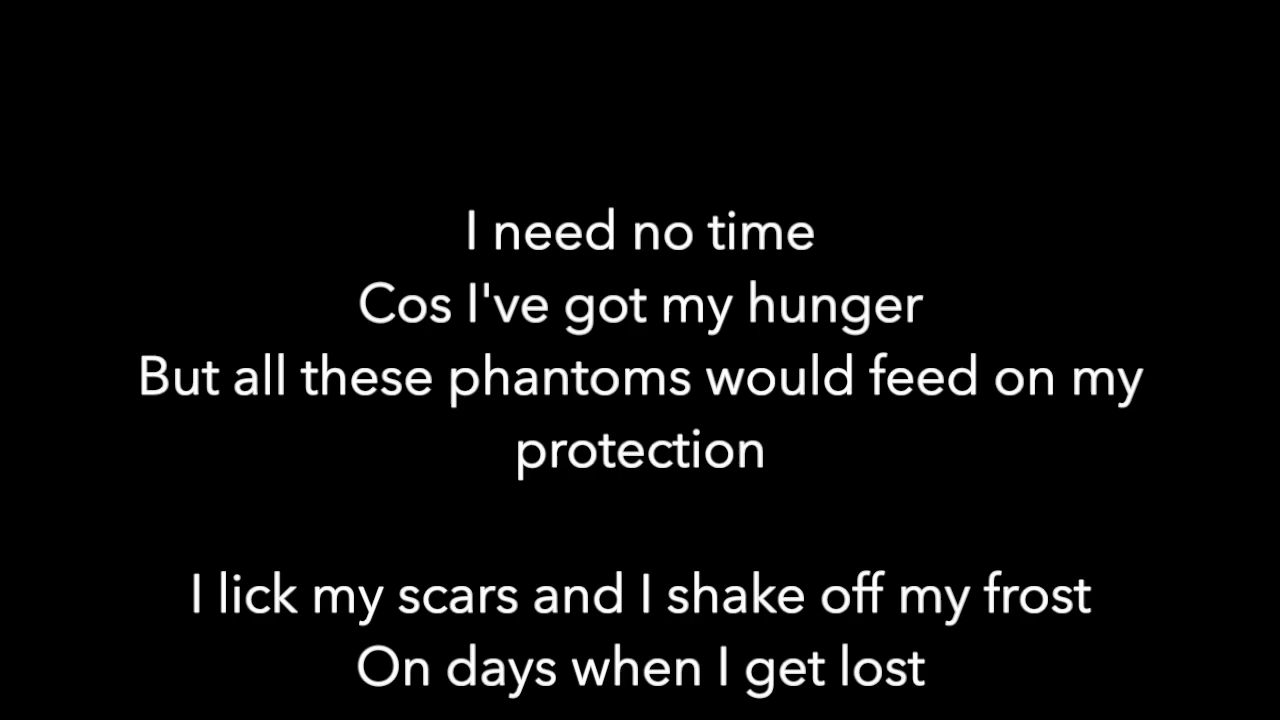 I need no time
Cos I've got my hunger
But all these phantoms would feed on my
protection
I lick my scars and I shake off my frost
On days when I get lost